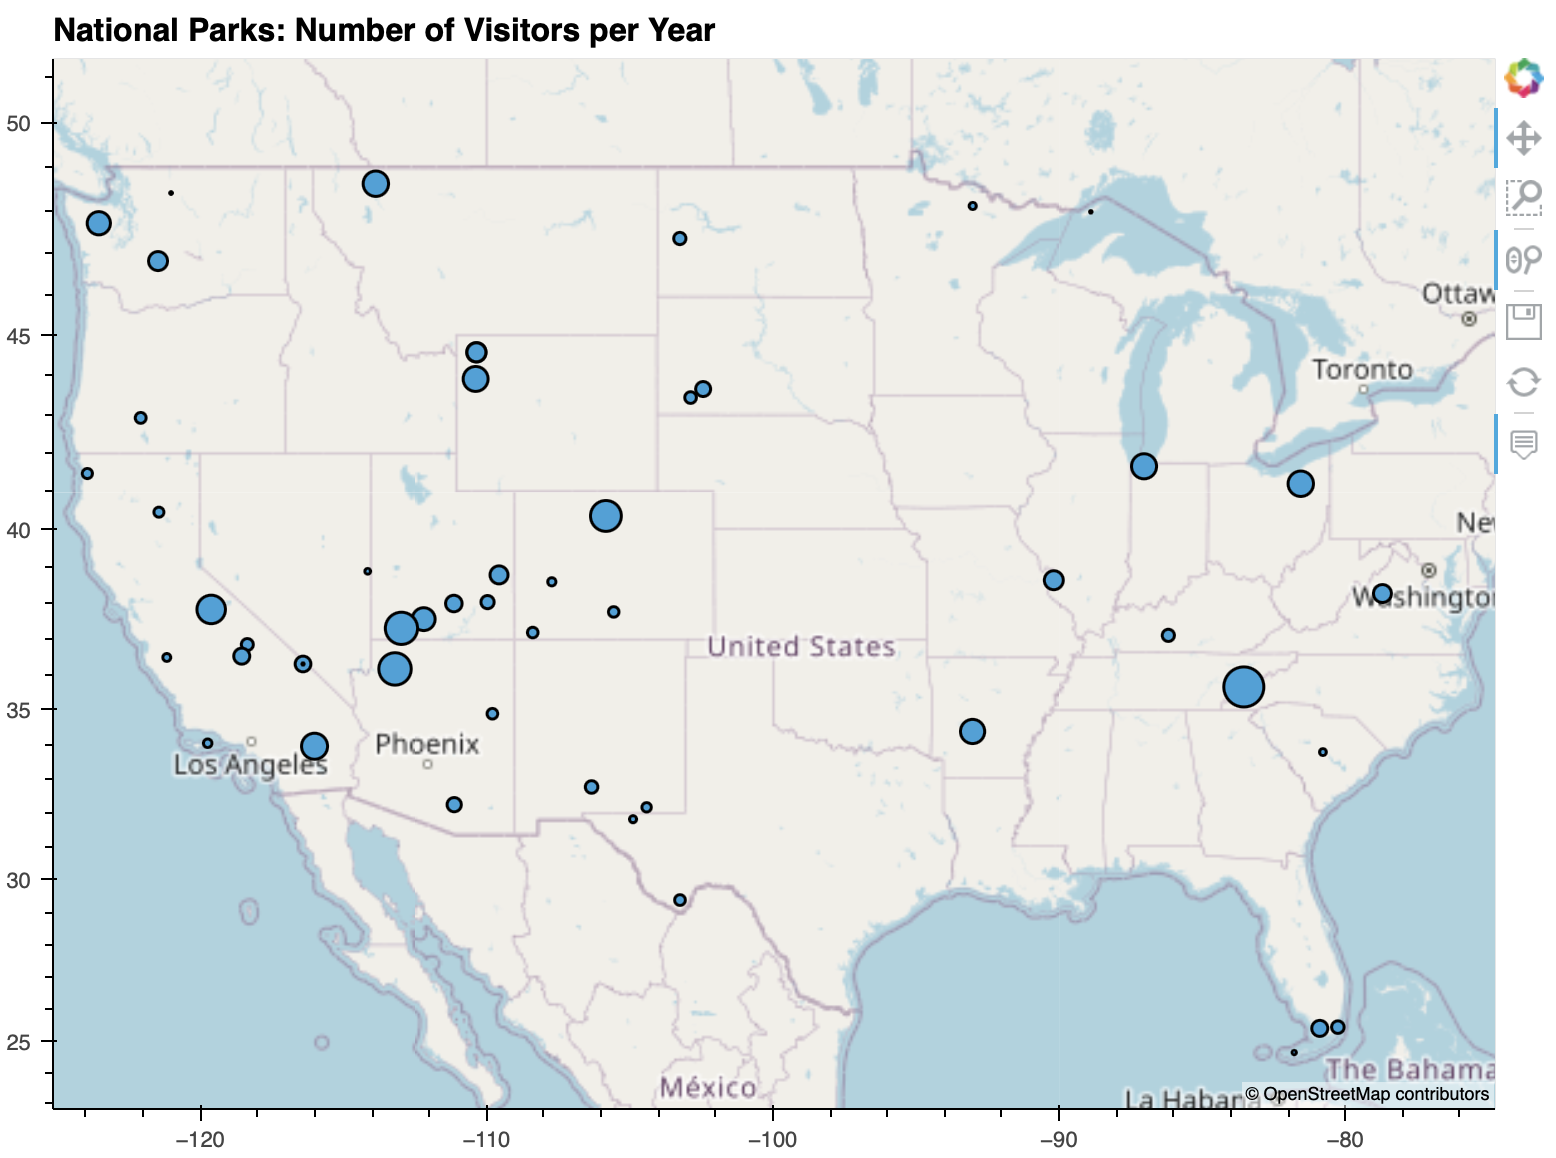 National Parks: Number of Visitors per Year
50
Ottaw
45
Toronto
New
40
Washington
United States
35
Phoenix
Los Angeles
30
25
The Bahama
México
La Habana
© OpenStreetMap contributors
−120
−110
−100
−90
−80